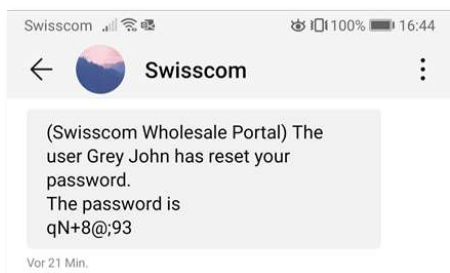 Swisscom 100% 16:44
Swisscom
(Swisscom Wholesale Portal) The
user Grey John has reset your
password.
The password is
qN+8@;93
Vor 21 Min.